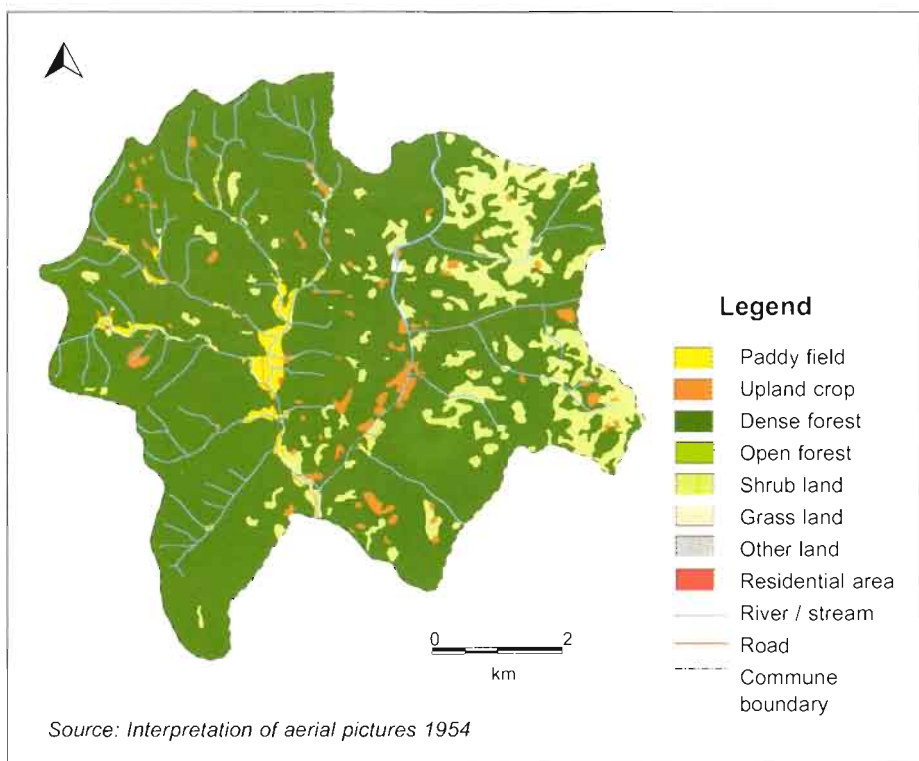 Legend
Paddy field
Upland crop
Dense forest
Open forest
Shrub land
Grass land
Other land
Residential area
River / stream
Road
Commune
boundary
0 2
km
Source: Interpretation of aerial pictures 1954